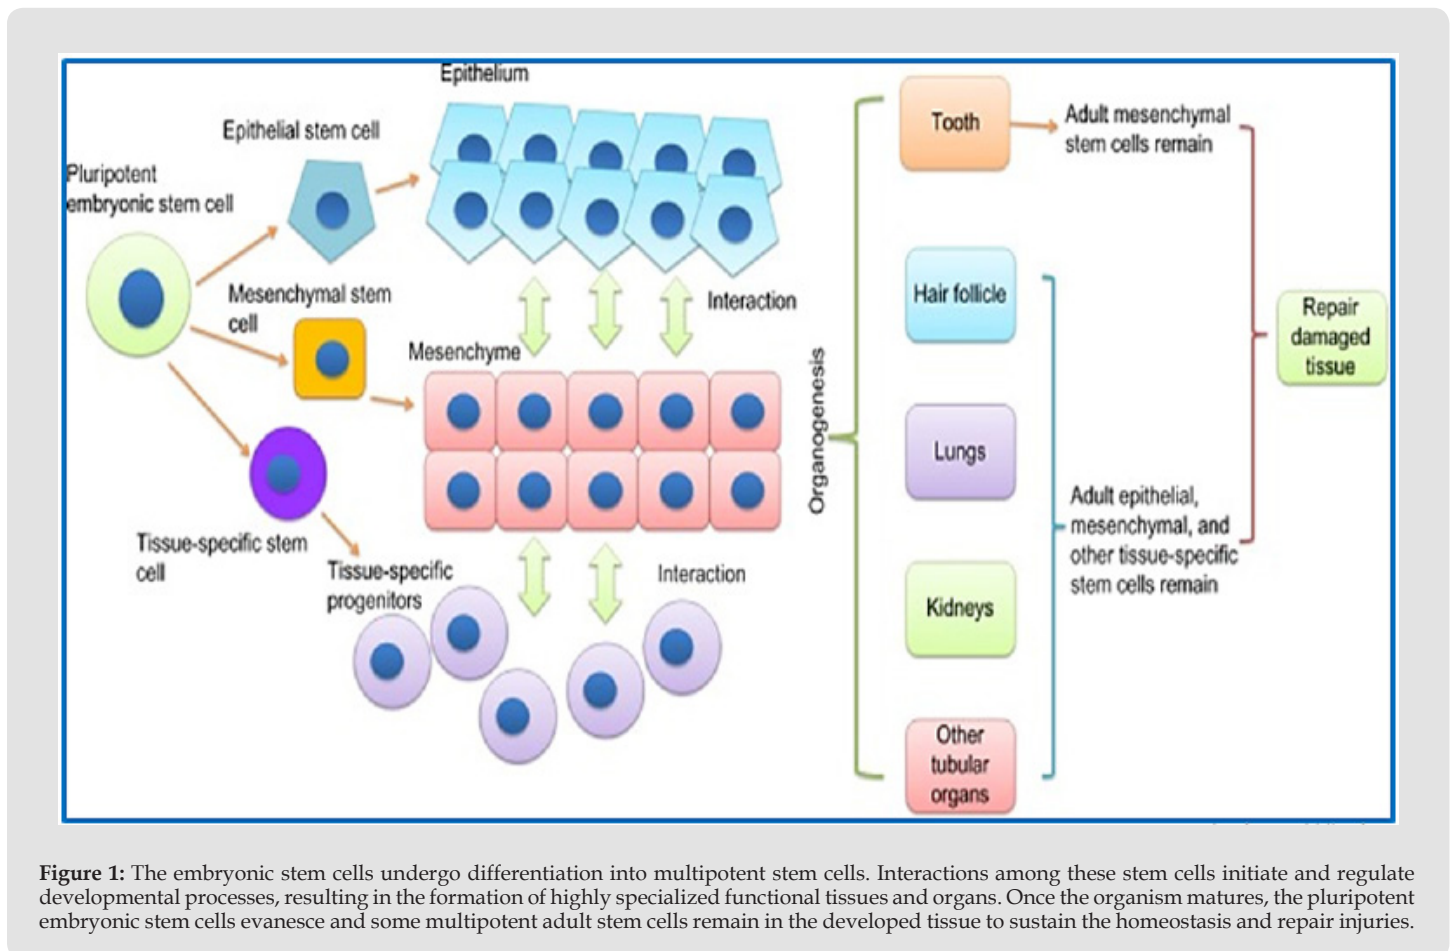 Epithelium
Epithelial stem cell
Pluripotent
embryonic stem cell
Mesenchymal stem
cell
Interaction
Mesenchyme
Tissue-specific stem
cell
Tissue-specific
progenitors
Interaction
Organogenesis
Tooth
Adult mesenchymal
stem cells remain
Hair follicle
Lungs
Kidneys
Other
tubular
organs
Adult epithelial,
mesenchymal, and
other tissue-specific
stem cells remain
Repair
damaged
tissue
Figure 1: The embryonic stem cells undergo differentiation into multipotent stem cells. Interactions among these stem cells initiate and regulate
developmental processes, resulting in the formation of highly specialized functional tissues and organs. Once the organism matures, the pluripotent
embryonic stem cells evanesce and some multipotent adult stem cells remain in the developed tissue to sustain the homeostasis and repair injuries.